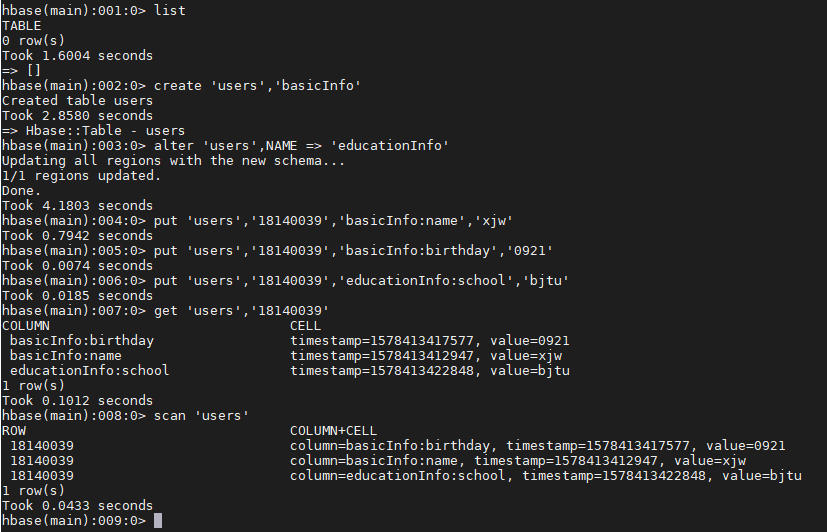 hbase(main):001:0> list
TABLE
0 row(s)
Took 1.6004 seconds
=> []
hbase(main):002:0> create 'users','basicInfo'
Created table users
Took 2.8580 seconds
=> Hbase::Table - users
hbase(main):003:0> alter 'users',NAME => 'educationInfo'
Updating all regions with the new schema...
1/1 regions updated.
Done.
Took 4.1803 seconds
hbase(main):004:0> put 'users','18140039','basicInfo:name','xjw'
Took 0.7942 seconds
hbase(main):005:0> put 'users','18140039','basicInfo:birthday','0921'
Took 0.0074 seconds
hbase(main):006:0> put 'users','18140039','educationInfo:school','bjtu'
Took 0.0185 seconds
hbase(main):007:0> get 'users','18140039'
COLUMN                              CELL
 basicInfo:birthday                 timestamp=1578413417577, value=0921
 basicInfo:name                     timestamp=1578413412947, value=xjw
 educationInfo:school               timestamp=1578413422848, value=bjtu
1 row(s)
Took 0.1012 seconds
hbase(main):008:0> scan 'users'
ROW                                 COLUMN+CELL
 18140039                           column=basicInfo:birthday, timestamp=1578413417577, value=0921
 18140039                           column=basicInfo:name, timestamp=1578413412947, value=xjw
 18140039                           column=educationInfo:school, timestamp=1578413422848, value=bjtu
1 row(s)
Took 0.0433 seconds
hbase(main):009:0>